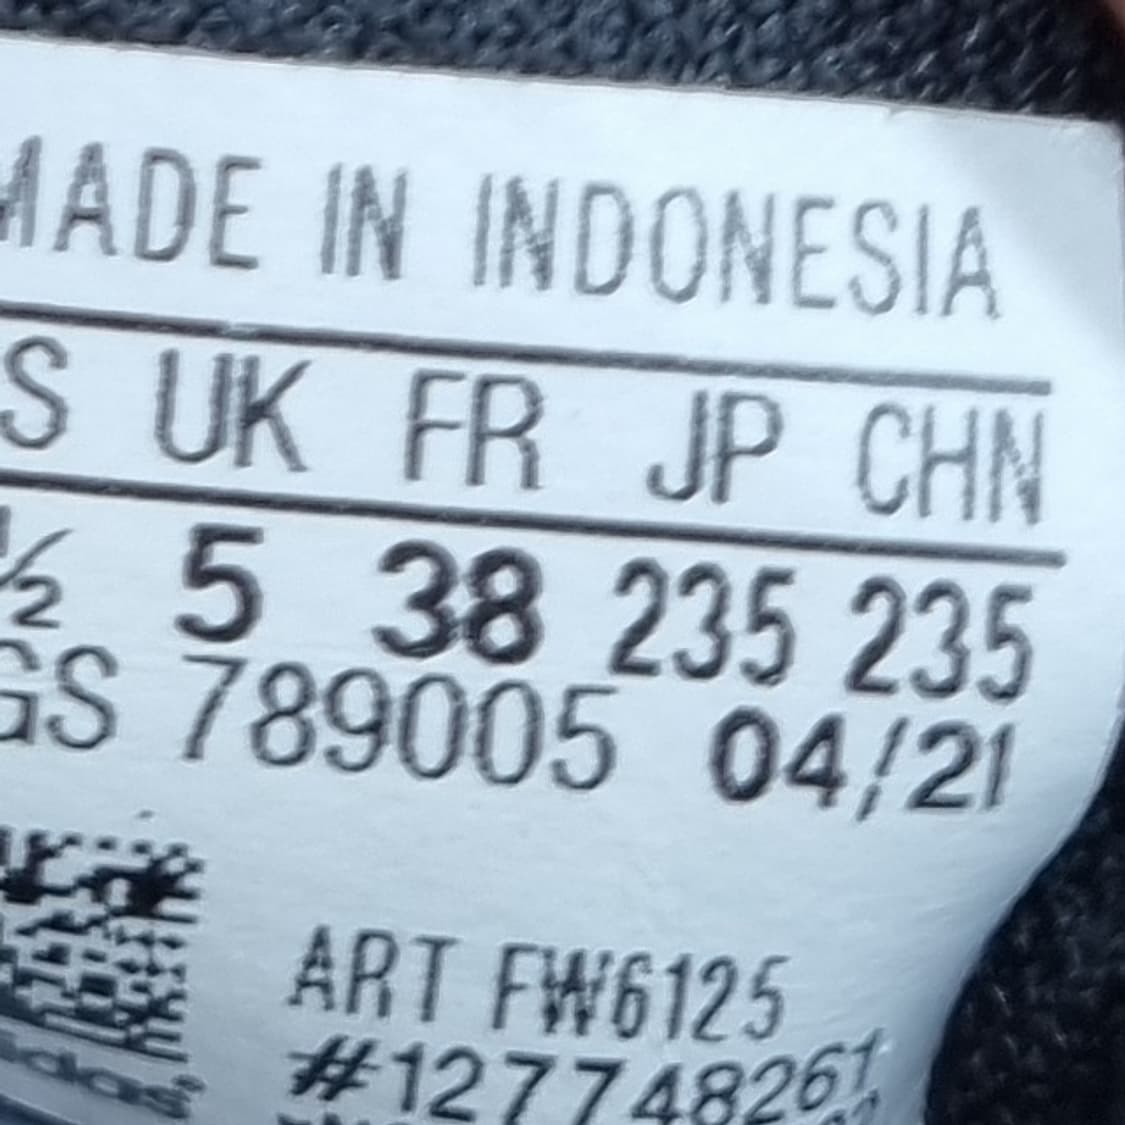 MADE IN INDONESIA
S UK FR JP CHN
½ 5 38 235 235
GS 789005 04/21
ART FW6125
#127748261
adidas